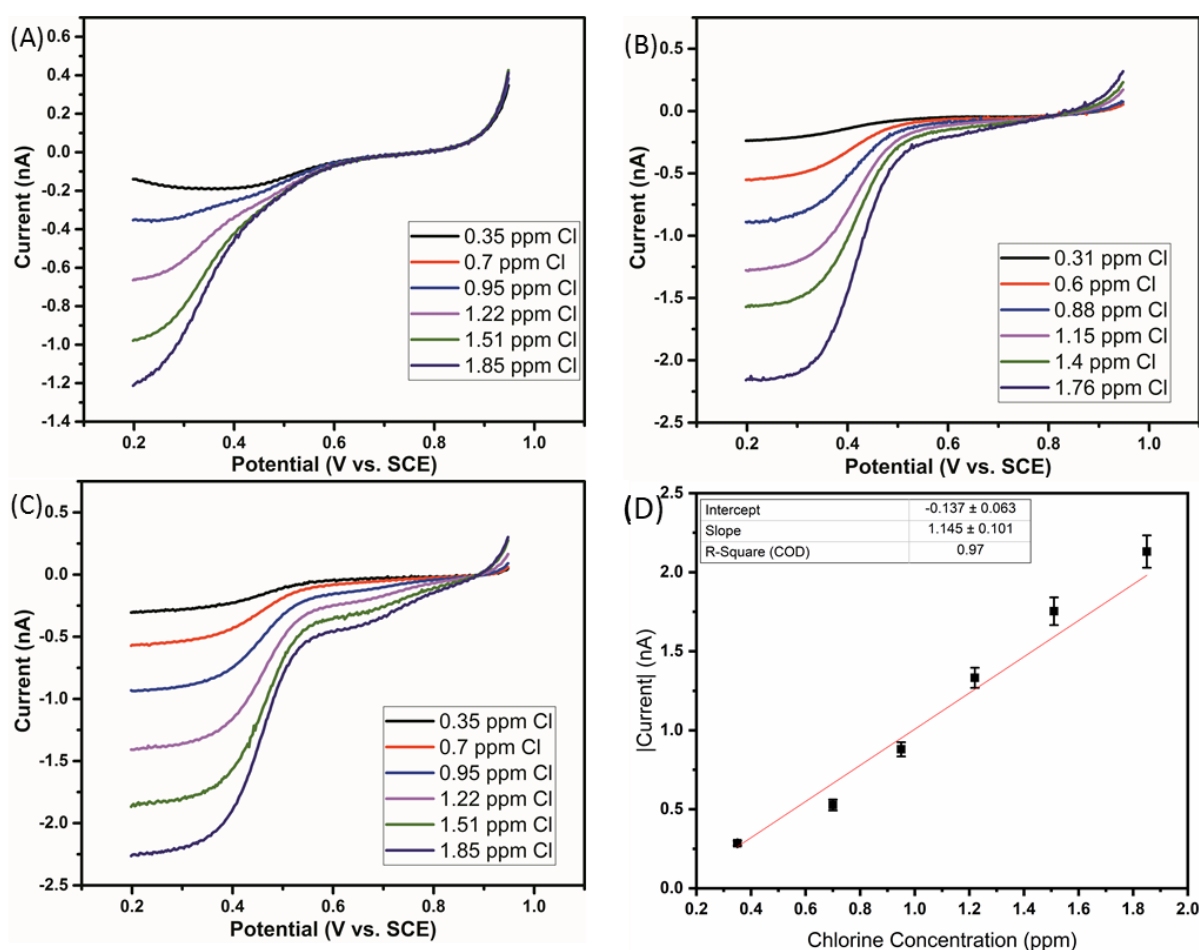 (A)
0.6
0.4
0.2
0.0
-0.2
-0.4
-0.6
-0.8
-1.0
-1.2
-1.4
Current (nA)
0.35 ppm Cl
0.7 ppm Cl
0.95 ppm Cl
1.22 ppm Cl
1.51 ppm Cl
1.85 ppm Cl
0.2 0.4 0.6 0.8 1.0
Potential (V vs. SCE)
(B)
0.5
0.0
-0.5
-1.0
-1.5
-2.0
-2.5
Current (nA)
0.31 ppm Cl
0.6 ppm Cl
0.88 ppm Cl
1.15 ppm Cl
1.4 ppm Cl
1.76 ppm Cl
0.2 0.4 0.6 0.8 1.0
Potential (V vs. SCE)
(C)
0.5
0.0
-0.5
-1.0
-1.5
-2.0
-2.5
Current (nA)
0.35 ppm Cl
0.7 ppm Cl
0.95 ppm Cl
1.22 ppm Cl
1.51 ppm Cl
1.85 ppm Cl
0.2 0.4 0.6 0.8 1.0
Potential (V vs. SCE)
(D)
2.5
2.0
1.5
1.0
0.5
0.0
|Current| (nA)
Intercept -0.137 ± 0.063
Slope 1.145 ± 0.101
R-Square (COD) 0.97
0.2 0.4 0.6 0.8 1.0 1.2 1.4 1.6 1.8 2.0
Chlorine Concentration (ppm)